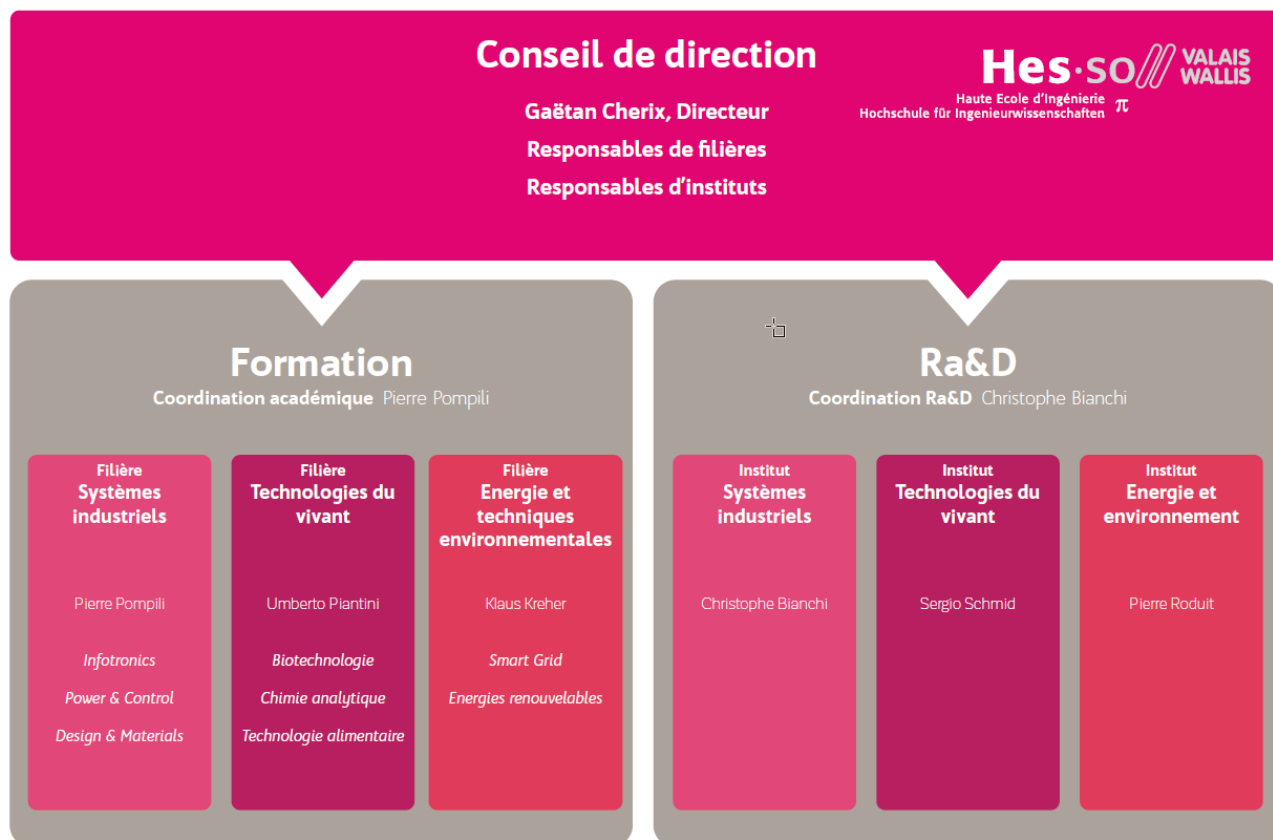 Conseil de direction
Gaëtan Cherix, Directeur
Responsables de filières
Responsables d'instituts
Hes·so VALAIS
WALLIS
Haute Ecole d'Ingénierie
Hochschule für Ingenieurwissenschaften π
Formation
Coordination académique Pierre Pompili
Filière
Systèmes
industriels
Pierre Pompili
Infotronics
Power & Control
Design & Materials
Filière
Technologies du
vivant
Umberto Piantini
Biotechnologie
Chimie analytique
Technologie alimentaire
Filière
Energie et
techniques
environnementales
Klaus Kreher
Smart Grid
Energies renouvelables
Ra&D
Coordination Ra&D Christophe Bianchi
Institut
Systèmes
industriels
Christophe Bianchi
Institut
Technologies du
vivant
Sergio Schmid
Institut
Energie et
environnement
Pierre Roduit